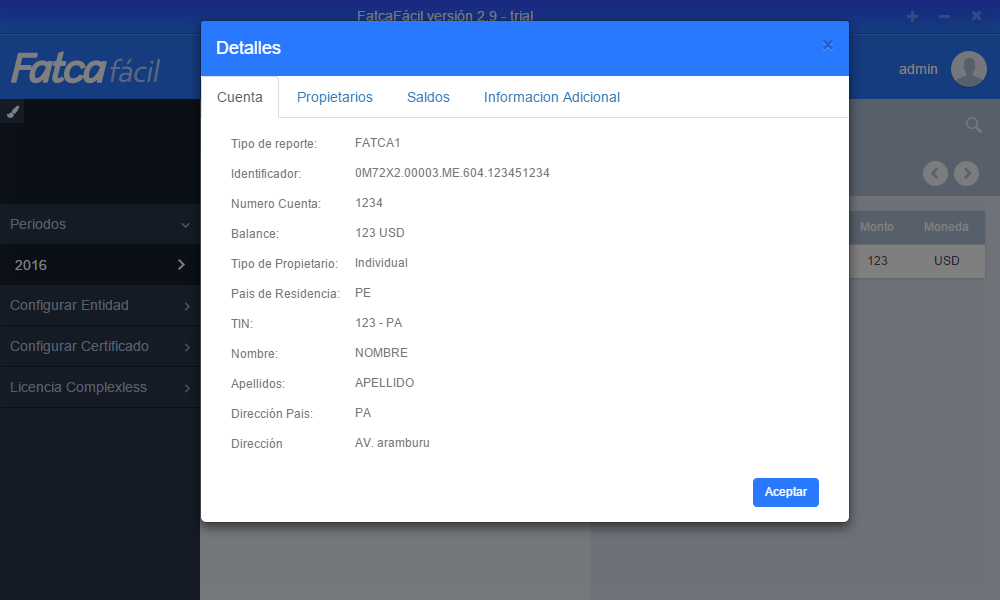 FatcaFácil versión 2.9 - trial
Fatca fácil
admin
Detalles
Cuenta Propietarios Saldos Informacion Adicional
Tipo de reporte: FATCA1
Identificador: 0M72X2.00003.ME.604.123451234
Numero Cuenta: 1234
Balance: 123 USD
Tipo de Propietario: Individual
Pais de Residencia: PE
TIN: 123 - PA
Nombre: NOMBRE
Apellidos: APELLIDO
Dirección Pais: PA
Dirección AV. aramburu
Aceptar
Periodos
2016
Configurar Entidad
Configurar Certificado
Licencia Complexless
Monto Moneda
123 USD